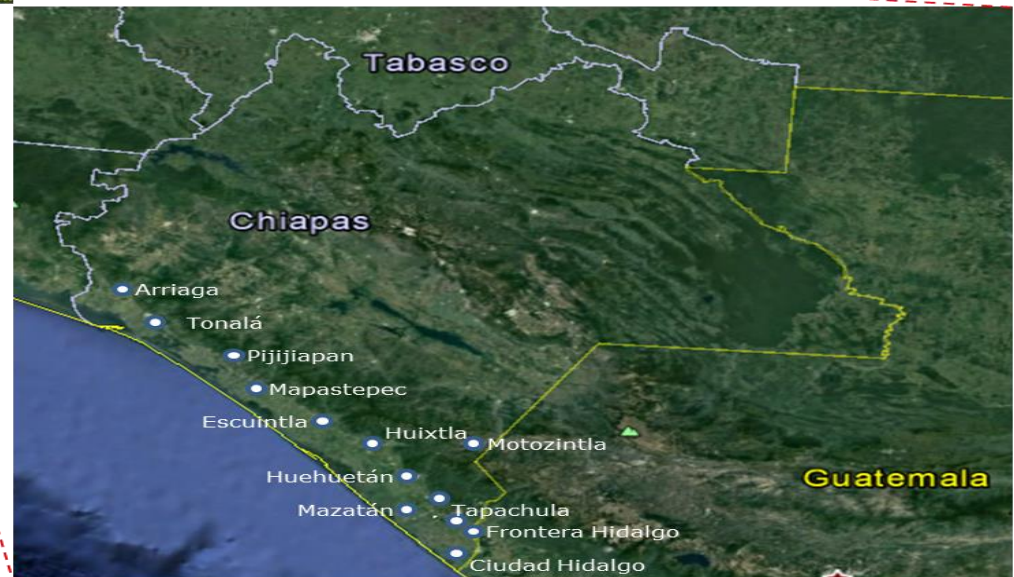 Tabasco
Chiapas
Arriaga
Tonalá
Pijijiapan
Mapastepec
Escuintla
Huixtla
Motozintla
Huehuetán
Guatemala
Mazatán
Tapachula
Frontera Hidalgo
Ciudad Hidalgo